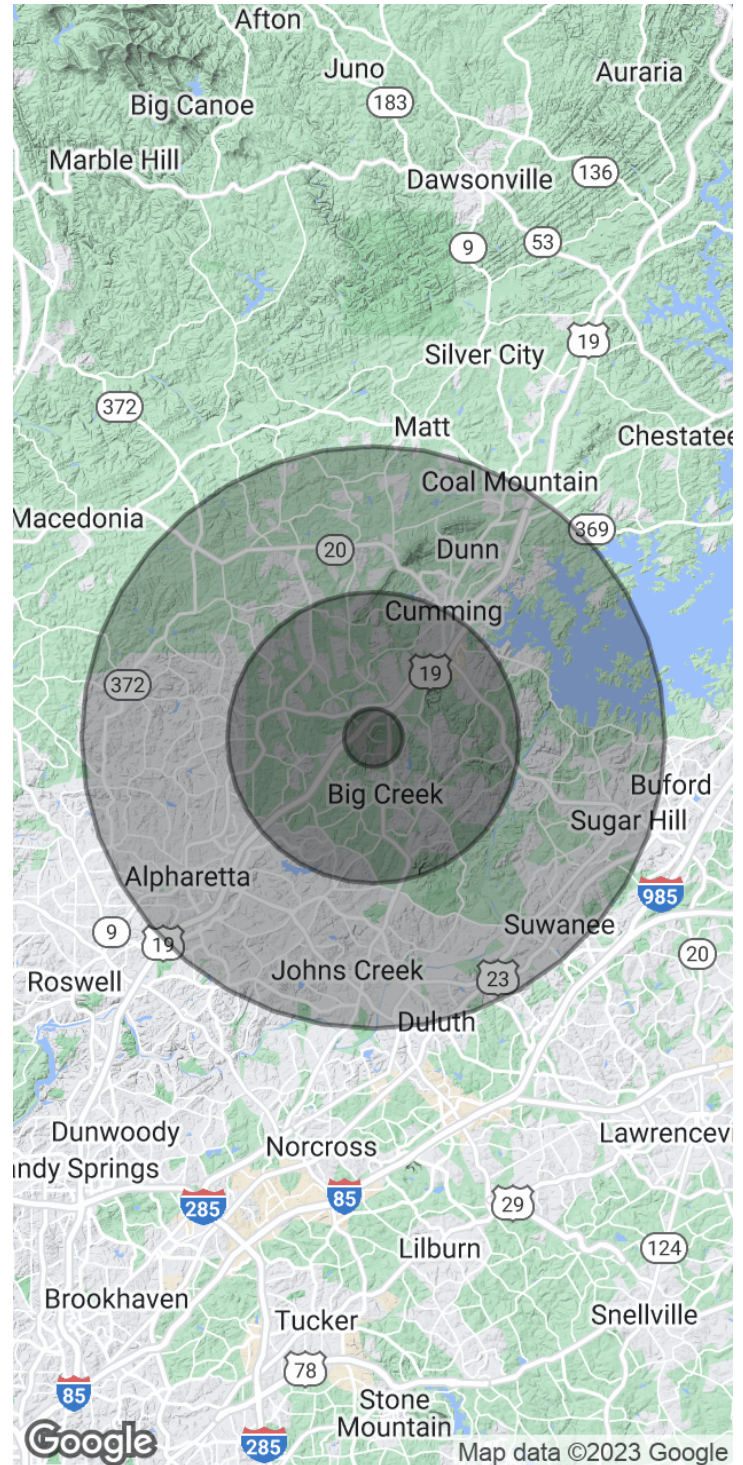 Afton
Juno
Auraria
183
Big Canoe
Marble Hill
Dawsonville
136
9
53
19
Silver City
372
Matt
Chestatee
Coal Mountain
Macedonia
369
20
Dunn
Cumming
19
372
Big Creek
Buford
Sugar Hill
Alpharetta
985
Suwanee
9
19
20
Roswell
Johns Creek
23
Duluth
Dunwoody
Norcross
Lawrencevi
ndy Springs
285
85
29
Lilburn
124
Brookhaven
Tucker
Snellville
78
85
Stone
Mountain
285
Google
Map data ©2023 Google